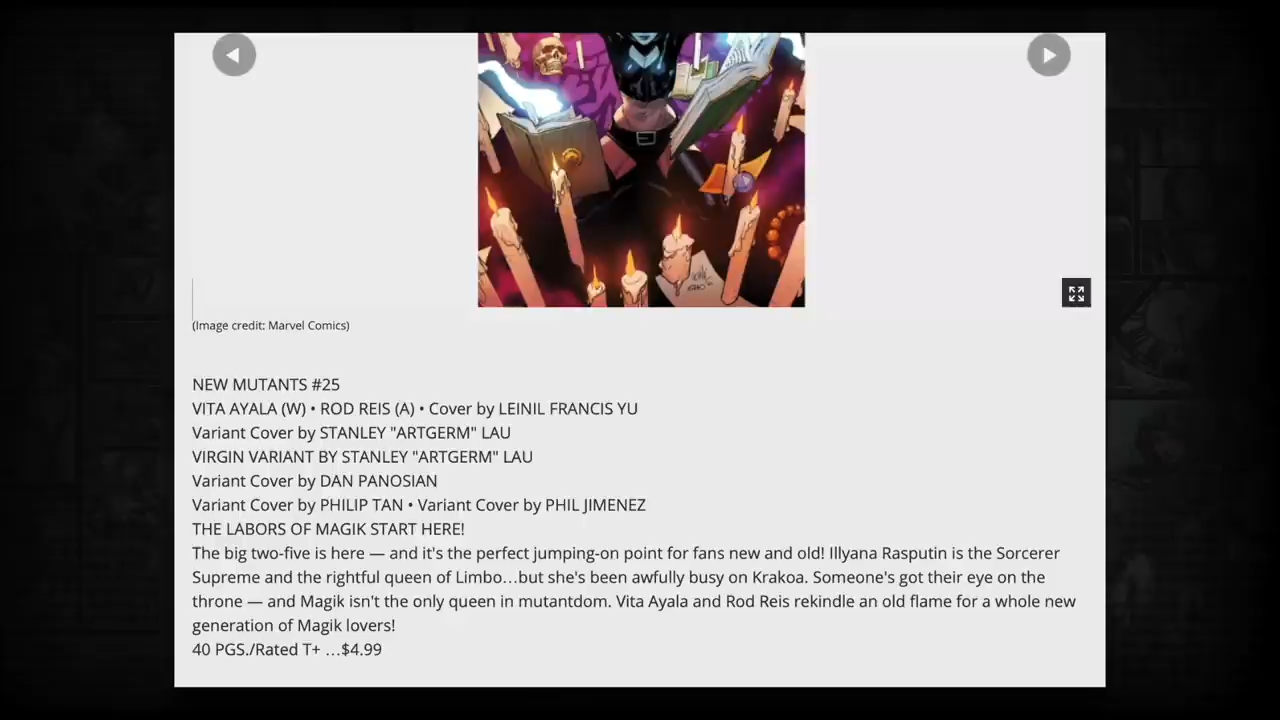 (Image credit: Marvel Comics)
NEW MUTANTS #25
VITA AYALA (W) • ROD REIS (A) • Cover by LEINIL FRANCIS YU
Variant Cover by STANLEY "ARTGERM" LAU
VIRGIN VARIANT BY STANLEY "ARTGERM" LAU
Variant Cover by DAN PANOSIAN
Variant Cover by PHILIP TAN • Variant Cover by PHIL JIMENEZ
THE LABORS OF MAGIK START HERE!
The big two-five is here — and it's the perfect jumping-on point for fans new and old! Illyana Rasputin is the Sorcerer
Supreme and the rightful queen of Limbo…but she's been awfully busy on Krakoa. Someone's got their eye on the
throne — and Magik isn't the only queen in mutantdom. Vita Ayala and Rod Reis rekindle an old flame for a whole new
generation of Magik lovers!
40 PGS./Rated T+ …$4.99